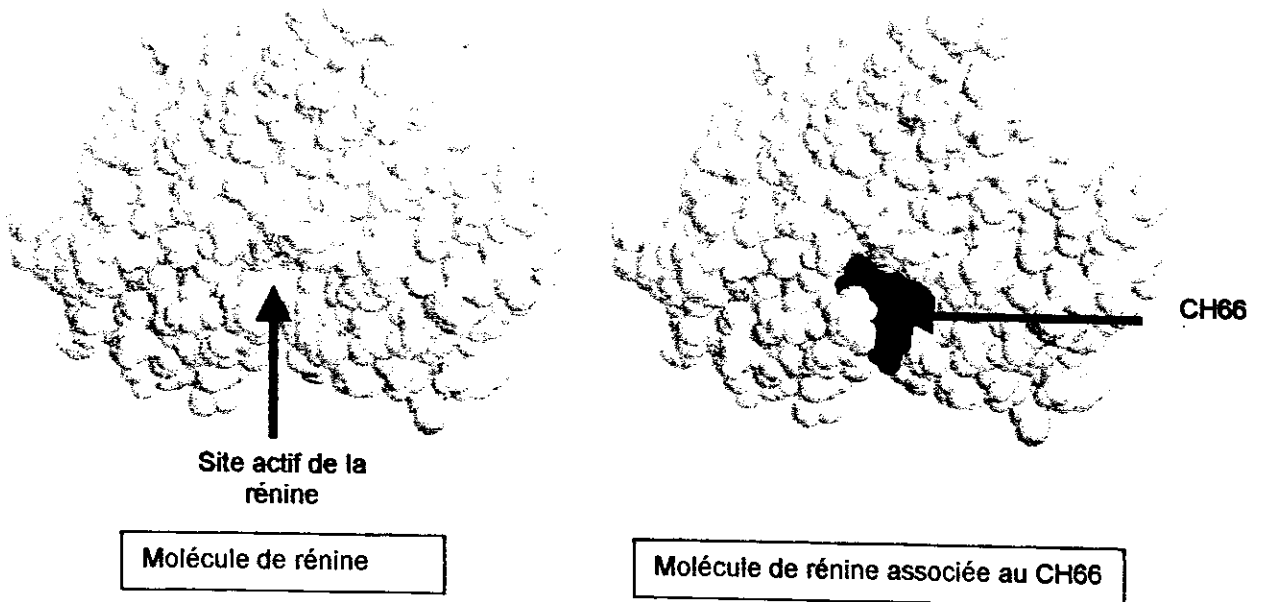 CH66
Site actif de la
rénine
Molécule de rénine
Molécule de rénine associée au CH66